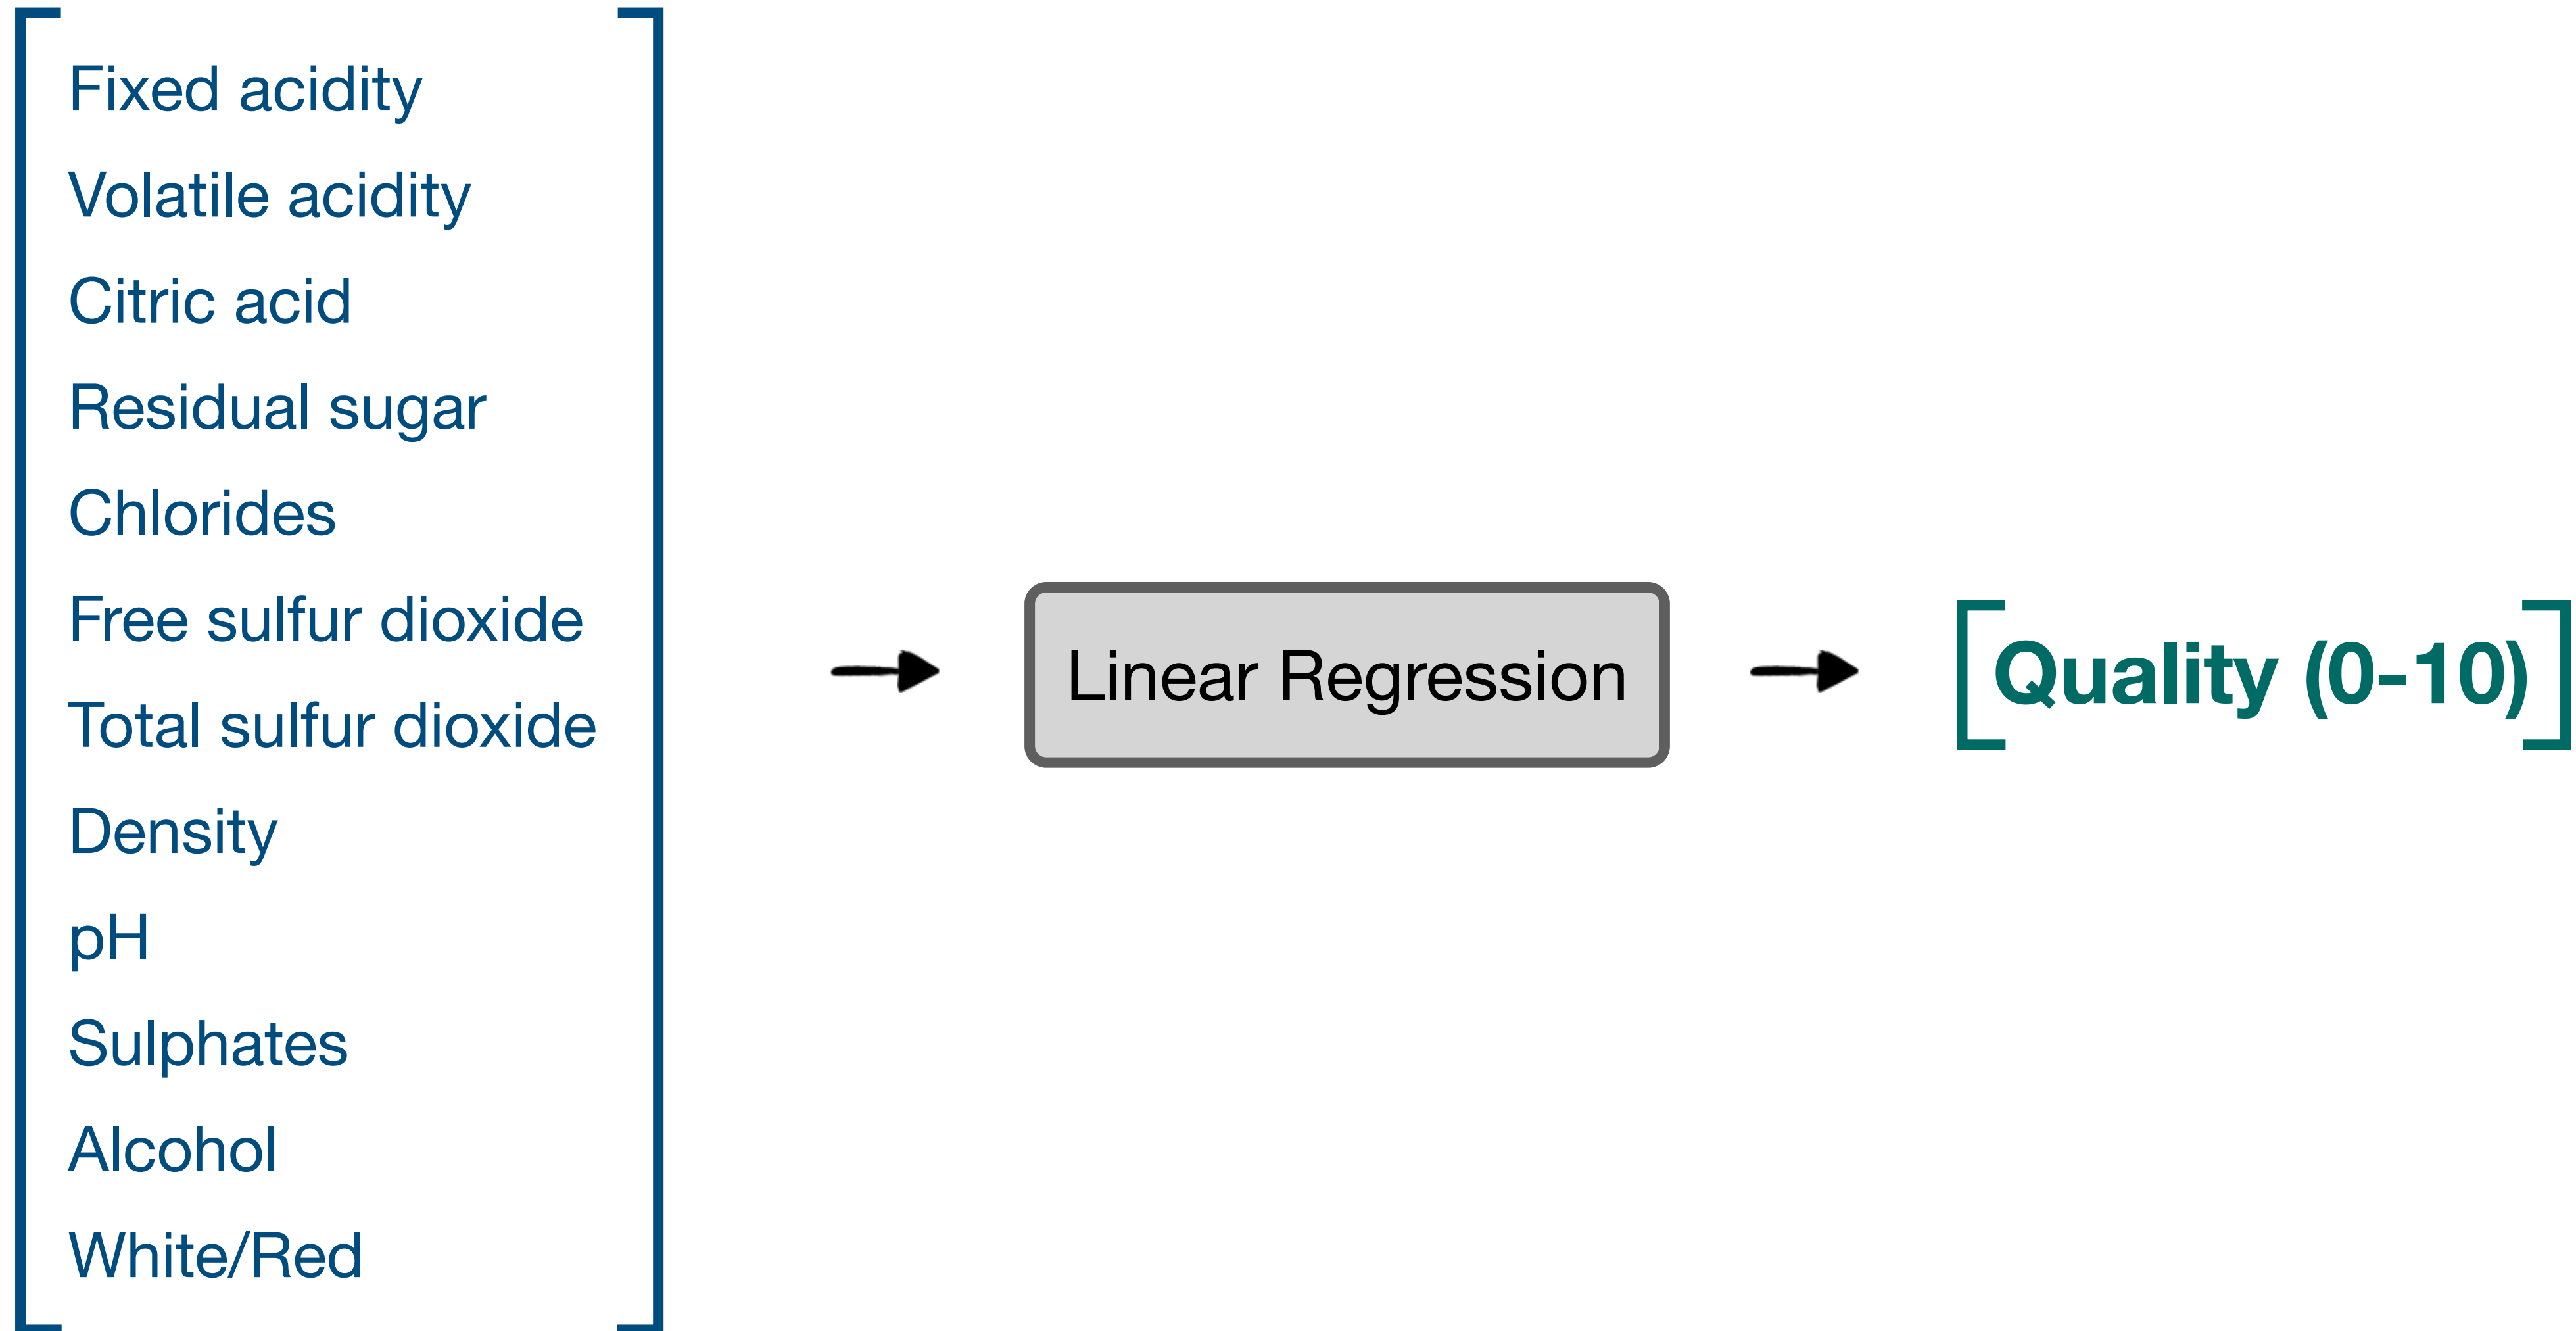 Fixed acidity
Volatile acidity
Citric acid
Residual sugar
Chlorides
Free sulfur dioxide
Total sulfur dioxide
Density
pH
Sulphates
Alcohol
White/Red
Linear Regression
Quality (0-10)